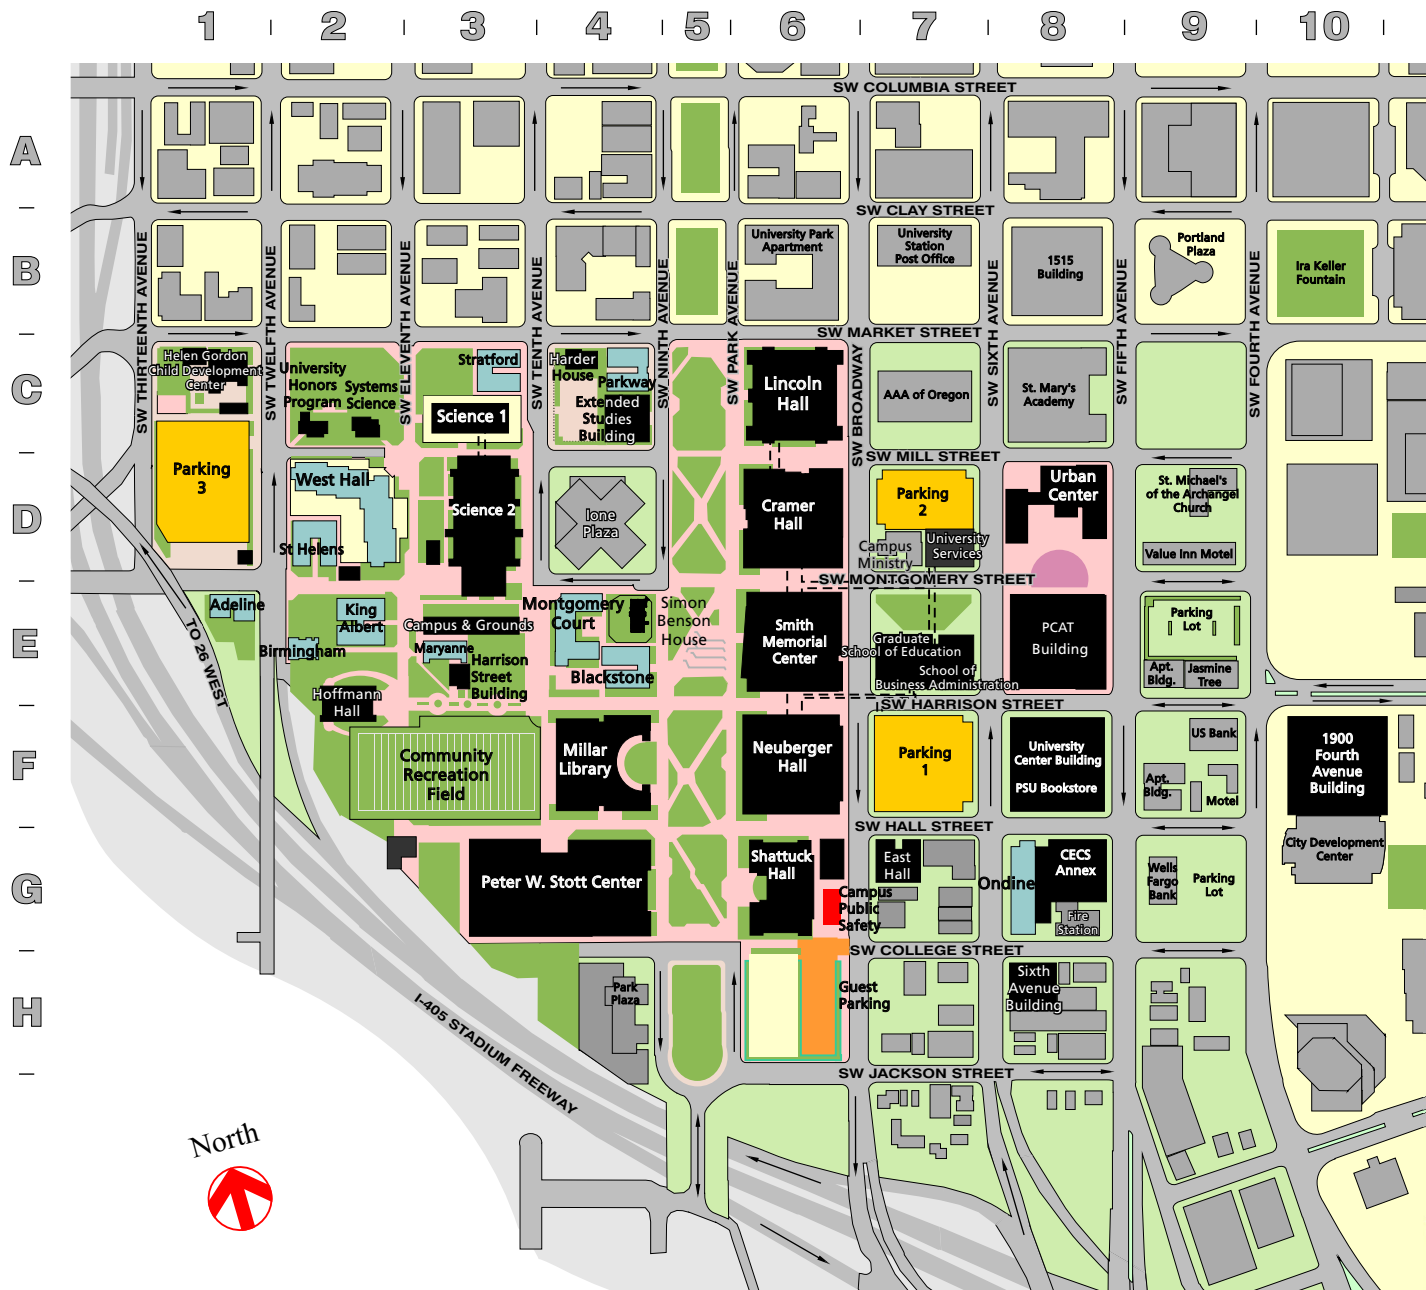 1 2 3 4 5 6 7 8 9 10
SW COLUMBIA STREET
A
SW CLAY STREET
B
University Park
Apartment
University
Station
Post Office
1515
Building
Portland
Plaza
Ira Keller
Fountain
SW THIRTEENTH AVENUE
SW TWELFTH AVENUE
SW ELEVENTH AVENUE
SW TENTH AVENUE
SW NINTH AVENUE
SW PARK AVENUE
SW BROADWAY
SW SIXTH AVENUE
SW FIFTH AVENUE
SW FOURTH AVENUE
SW MARKET STREET
C
Helen Gordon
Child Development
Center
University
Honors
Program
Systems
Science
Stratford
Science 1
Harder
House
Parkway
Extended
Studies
Building
Lincoln
Hall
AAA of Oregon
St. Mary's
Academy
SW MILL STREET
D
Parking
3
West Hall
St Helens
Science 2
Ione
Plaza
Cramer
Hall
Parking
2
Campus
Ministry
University
Services
Urban
Center
St. Michael's
of the Archangel
Church
Value Inn Motel
SW MONTGOMERY STREET
E
Adeline
King
Albert
Birmingham
Campus & Grounds
Maryanne
Harrison
Street
Building
Hoffmann
Hall
Montgomery
Court
Blackstone
Simon
Benson
House
Smith
Memorial
Center
Graduate
School of Education
School of
Business Administration
PCAT
Building
Parking
Lot
Apt.
Bldg.
Jasmine
Tree
TO 26 WEST
SW HARRISON STREET
F
Community
Recreation
Field
Millar
Library
Neuberger
Hall
Parking
1
University
Center Building
PSU Bookstore
US Bank
Apt.
Bldg.
Motel
1900
Fourth
Avenue
Building
City Development
Center
SW HALL STREET
G
Peter W. Stott Center
Shattuck
Hall
Campus
Public
Safety
East
Hall
Ondine
CECS
Annex
Fire
Station
Wells
Fargo
Bank
Parking
Lot
SW COLLEGE STREET
H
Park
Plaza
Guest
Parking
Sixth
Avenue
Building
I-405 STADIUM FREEWAY
SW JACKSON STREET
North